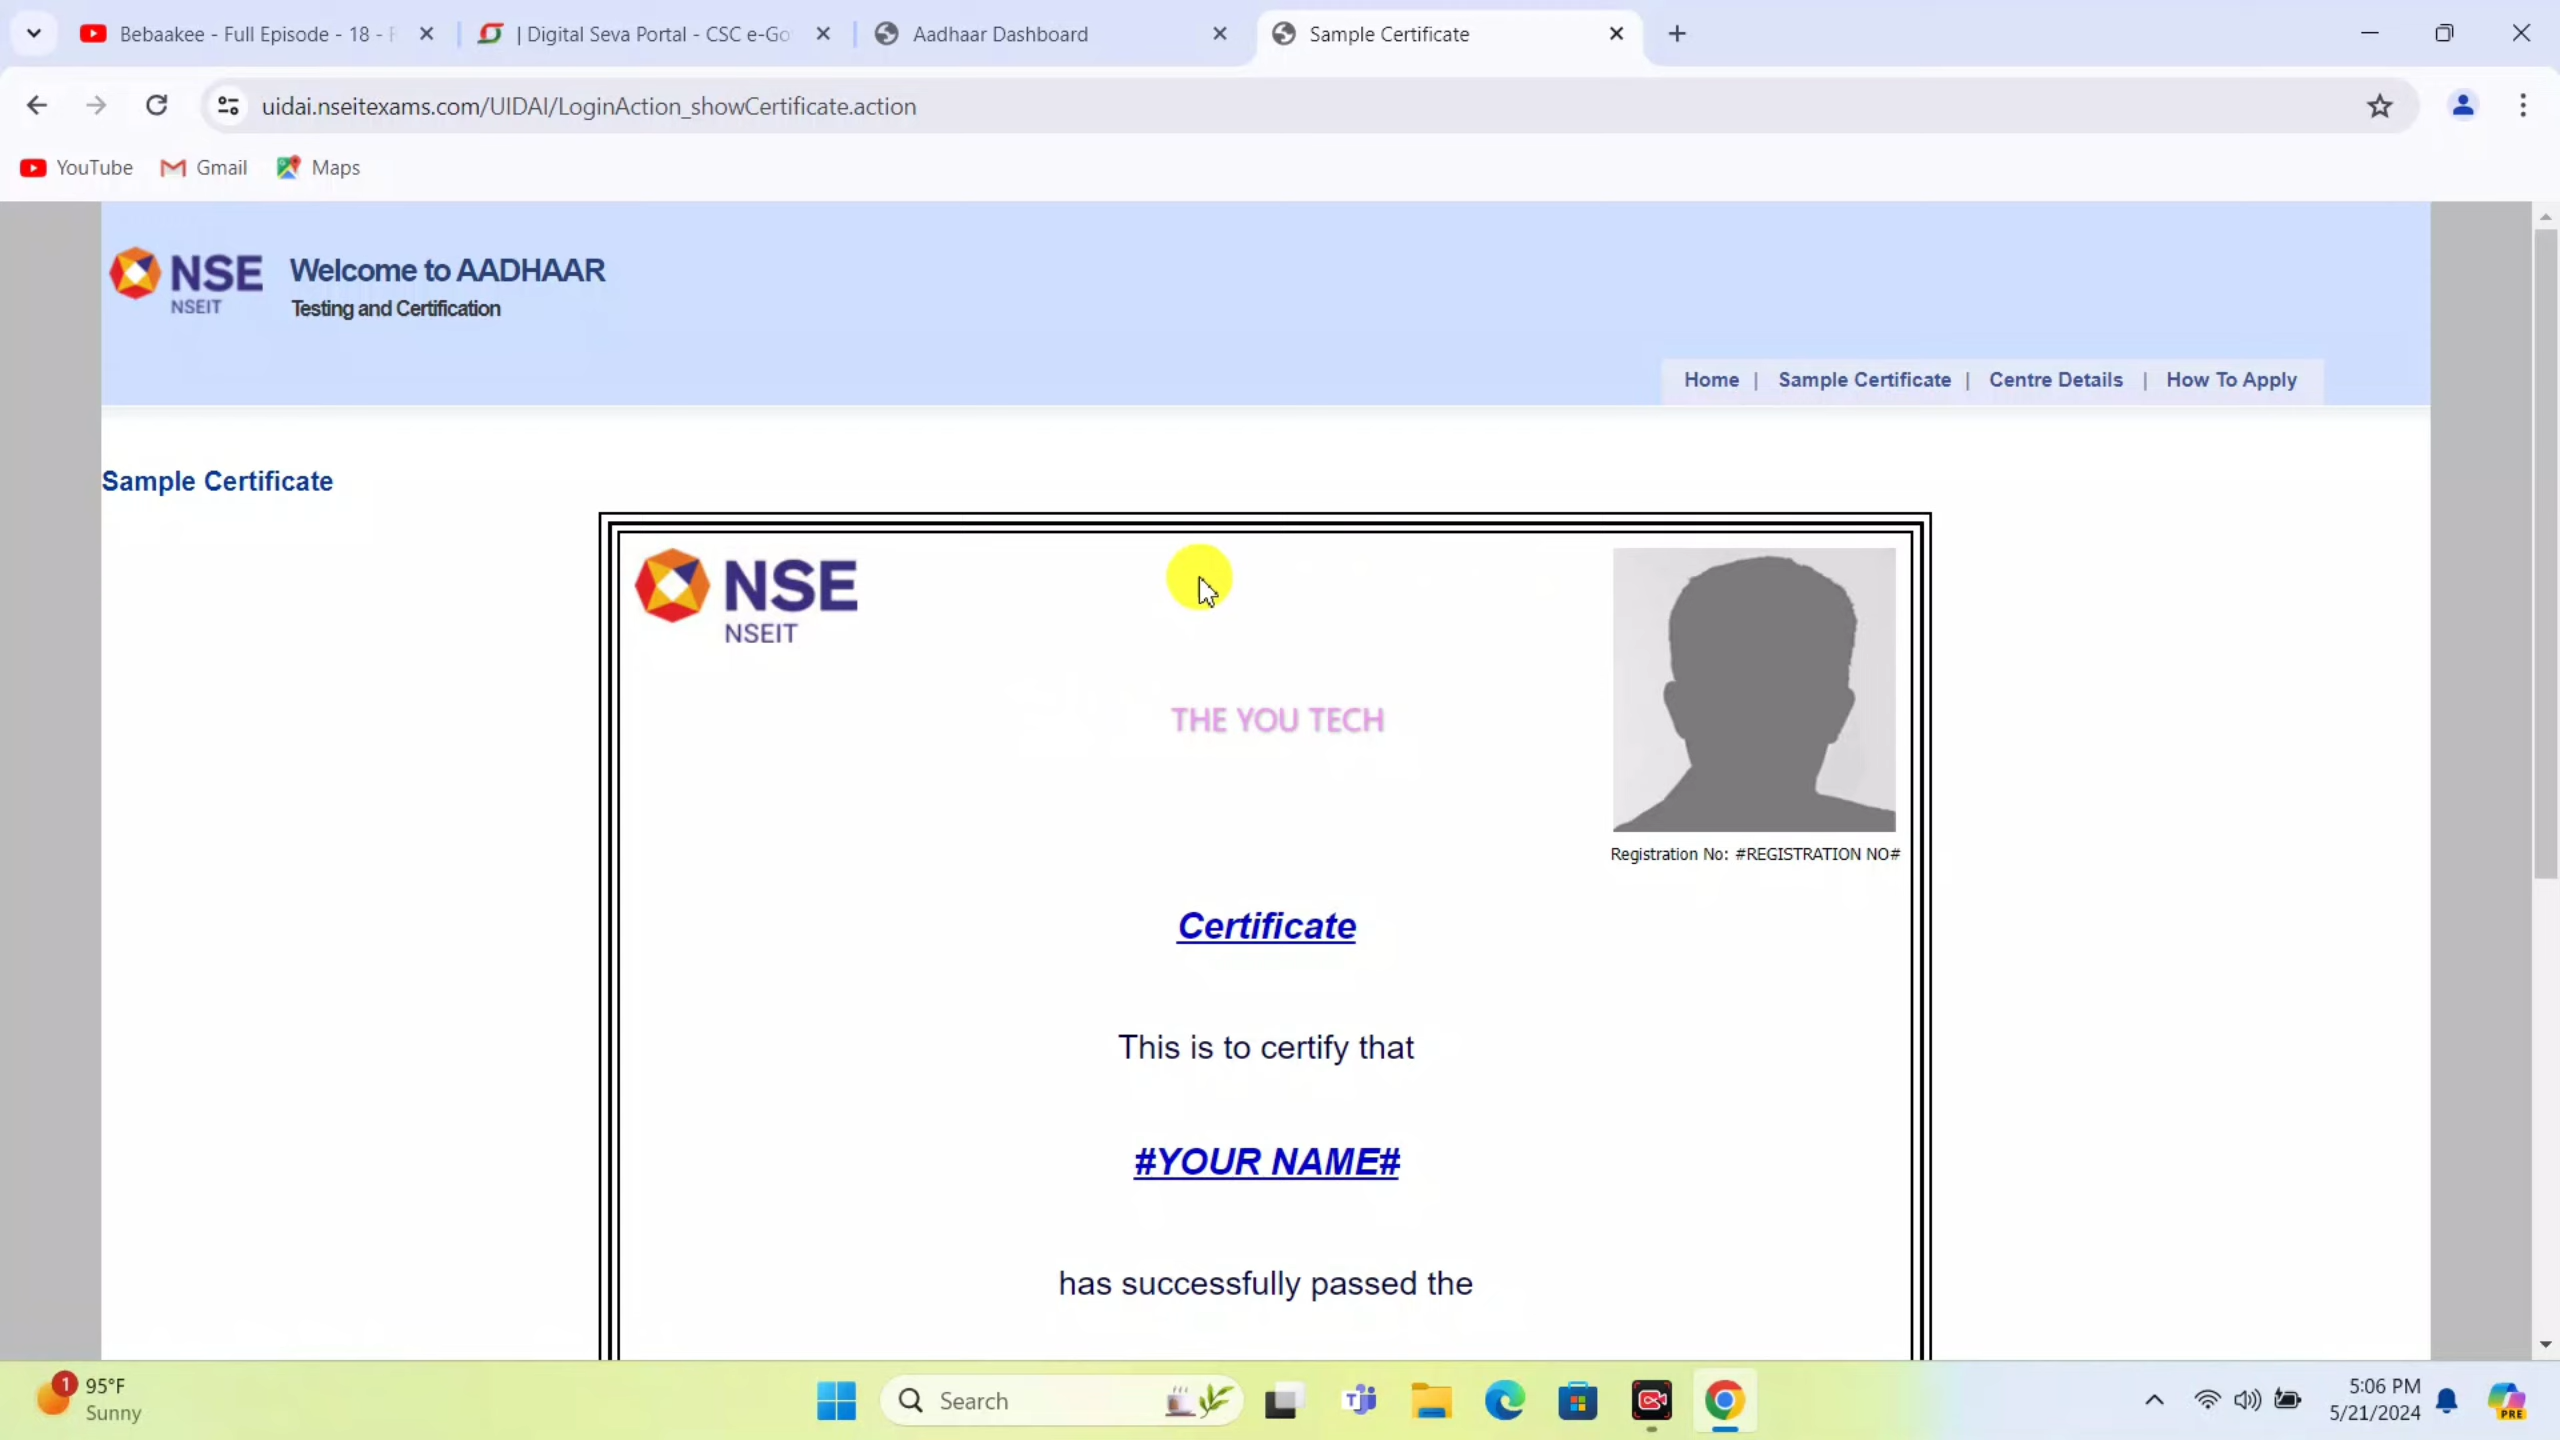 Bebaakee - Full Episode - 18 -
| Digital Seva Portal - CSC e-Go
Aadhaar Dashboard
Sample Certificate
uidai.nseitexams.com/UIDAI/LoginAction_showCertificate.action
YouTube
Gmail
Maps
NSE
NSEIT
Welcome to AADHAAR
Testing and Certification
Home | Sample Certificate | Centre Details | How To Apply
Sample Certificate
NSE
NSEIT
THE YOU TECH
Registration No: #REGISTRATION NO#
Certificate
This is to certify that
#YOUR NAME#
has successfully passed the
1
95°F
Sunny
Search
PRE
5:06 PM
5/21/2024